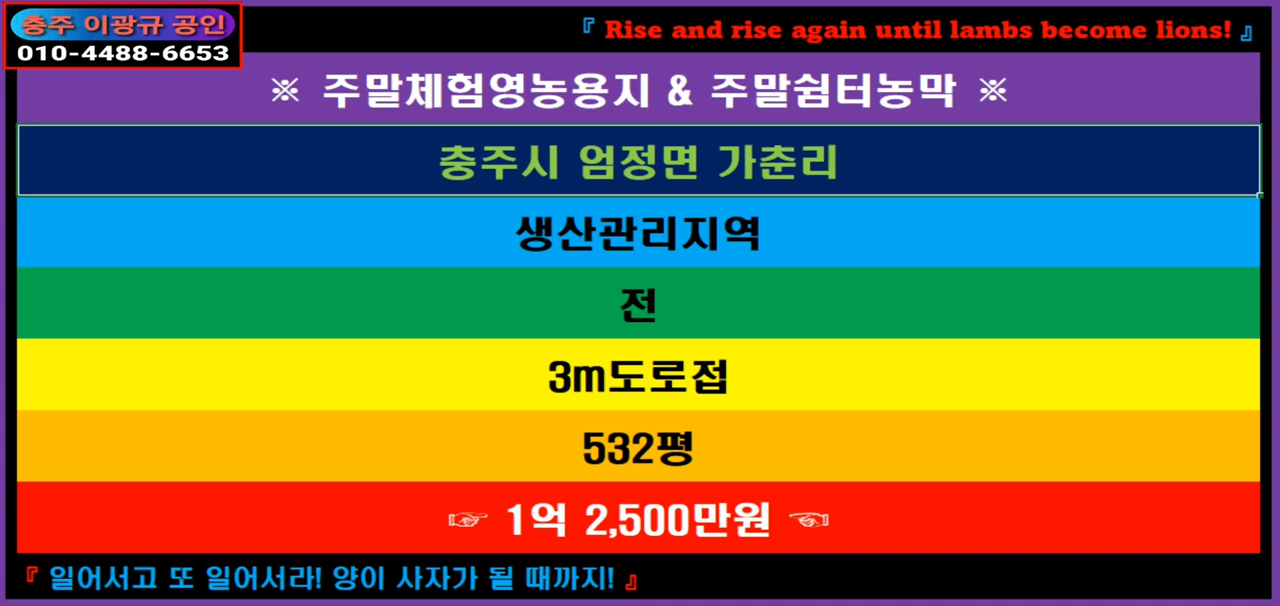 충주 이광규 공인
010-4488-6653
『 Rise and rise again until lambs become lions! 』
※ 주말체험영농용지 & 주말쉼터농막 ※
충주시 엄정면 가춘리
생산관리지역
전
3m도로접
532평
☞ 1억 2,500만원 ☜
『 일어서고 또 일어서라! 양이 사자가 될 때까지! 』